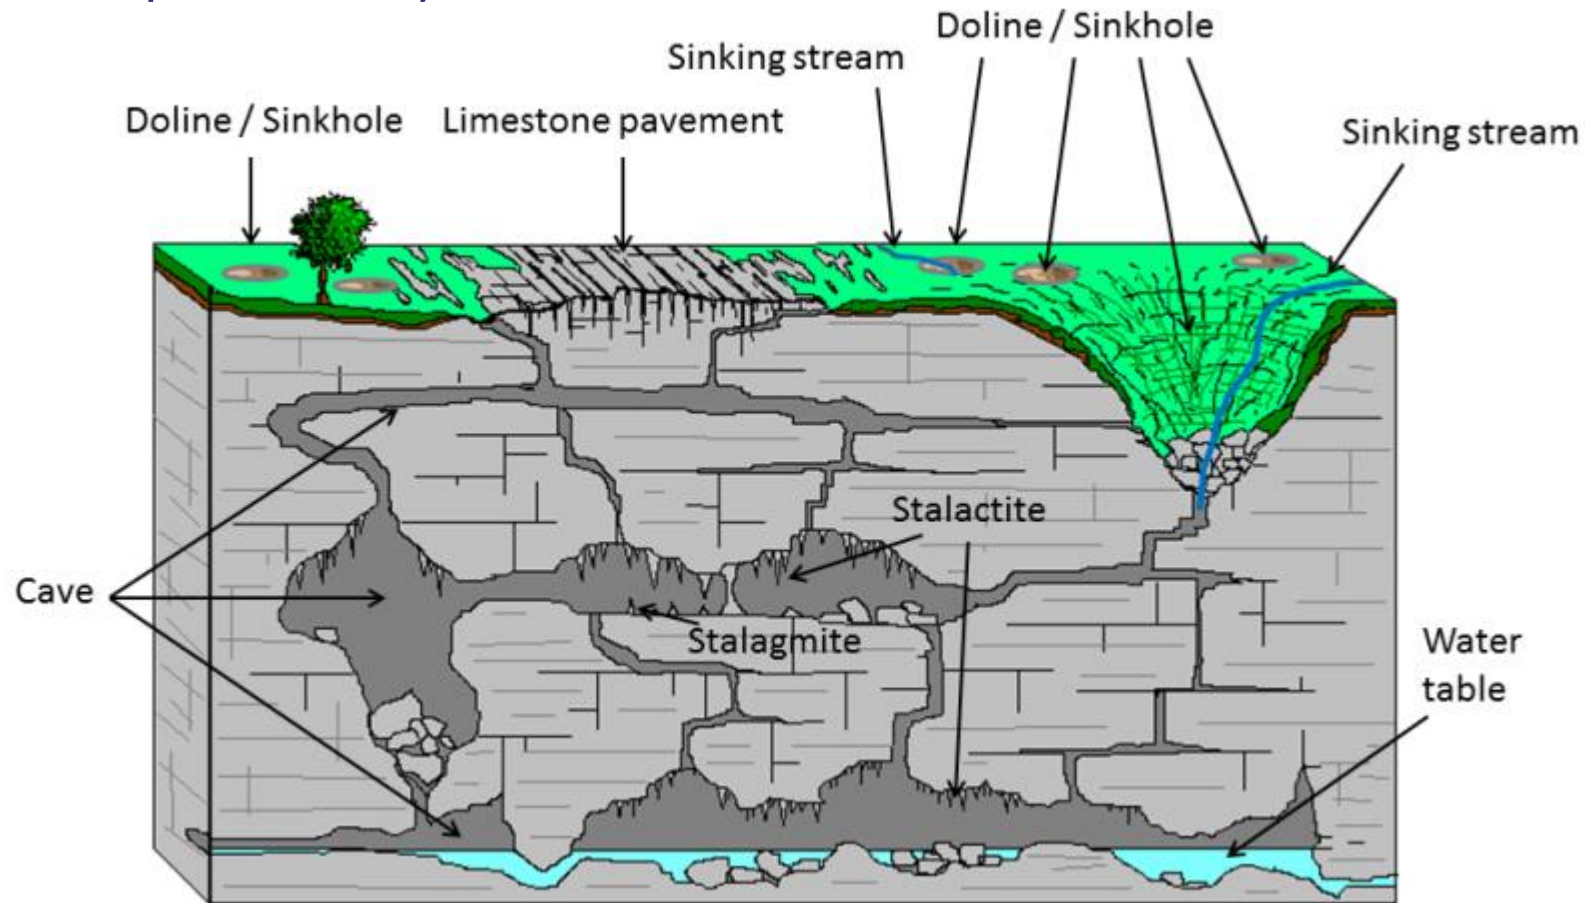 Doline / Sinkhole
Sinking stream
Doline / Sinkhole
Limestone pavement
Sinking stream
Stalactite
Cave
Stalagmite
Water
table